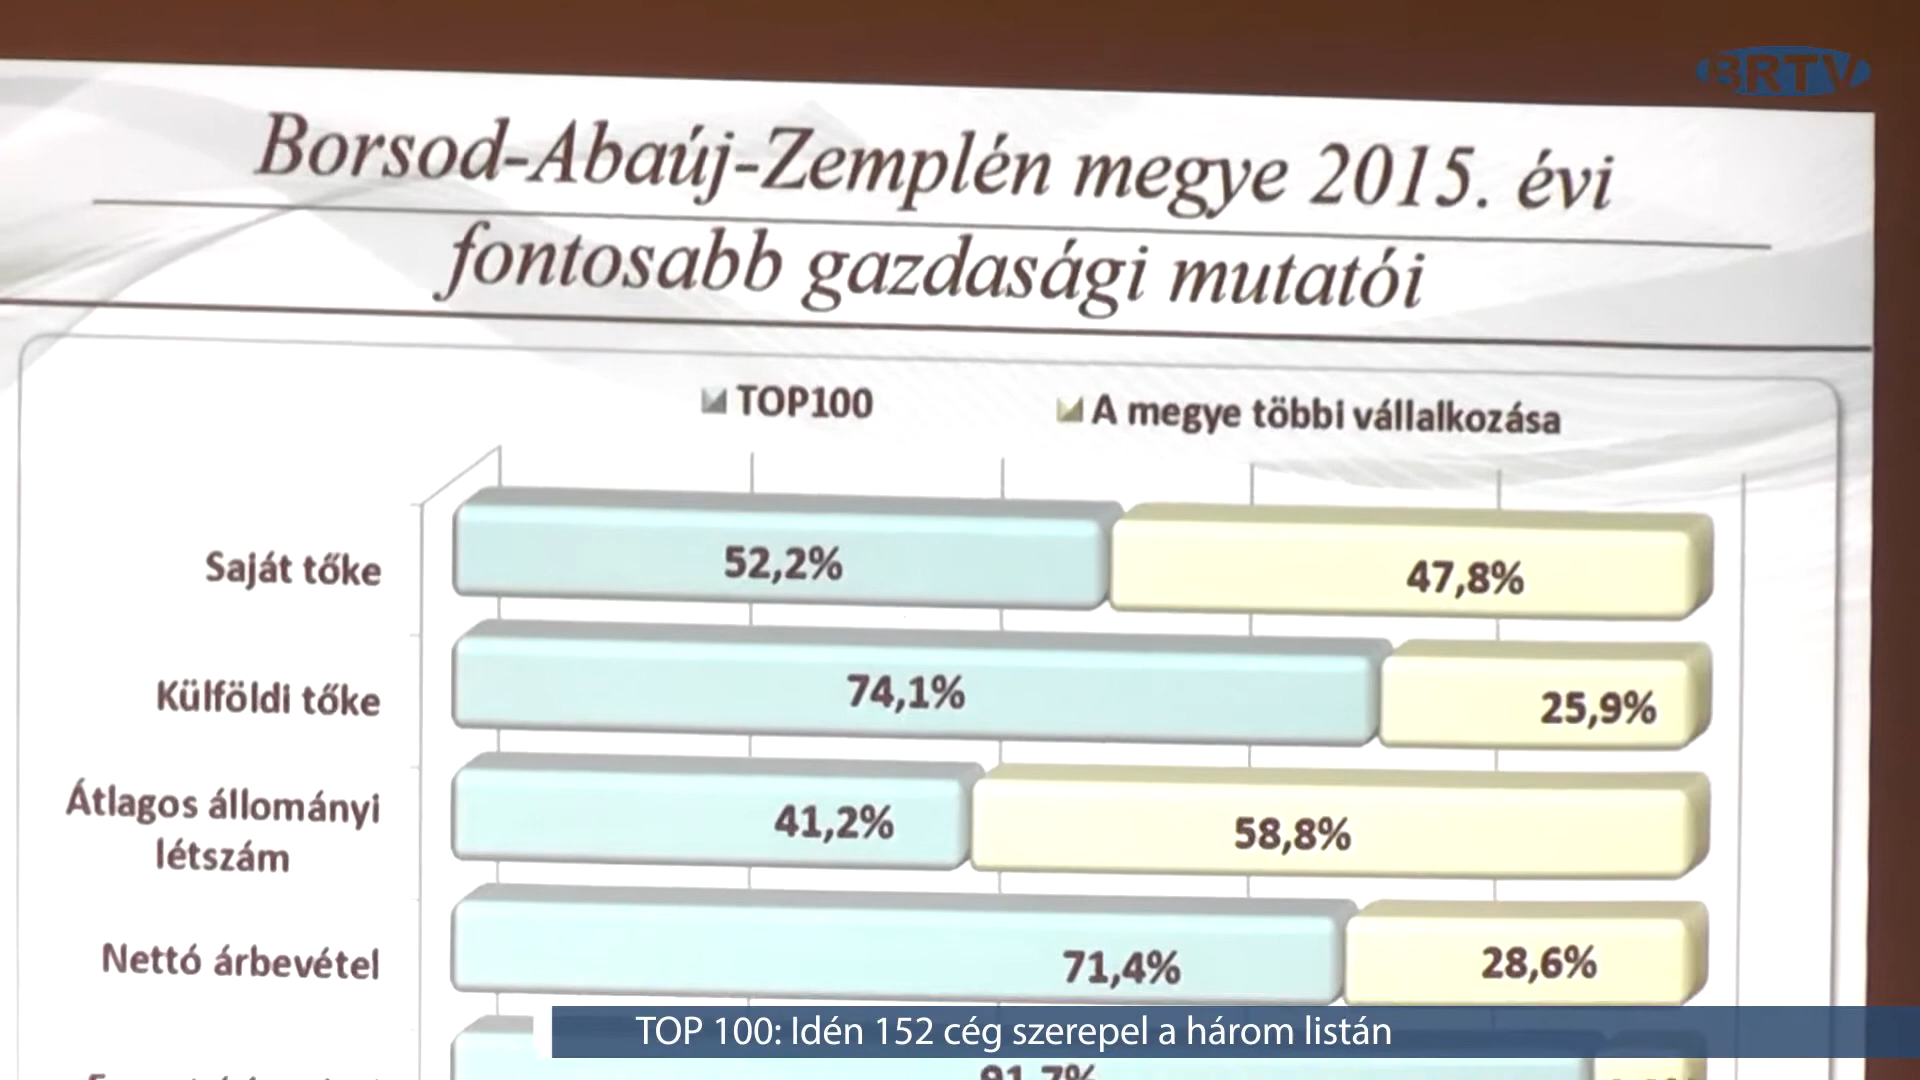 BRTV
Borsod-Abaúj-Zemplén megye 2015. évi
fontosabb gazdasági mutatói
TOP100
A megye többi vállalkozása
Saját tőke
52,2%
47,8%
Külföldi tőke
74,1%
25,9%
Átlagos állományi
létszám
41,2%
58,8%
Nettó árbevétel
71,4%
28,6%
91,7%
TOP 100: Idén 152 cég szerepel a három listán